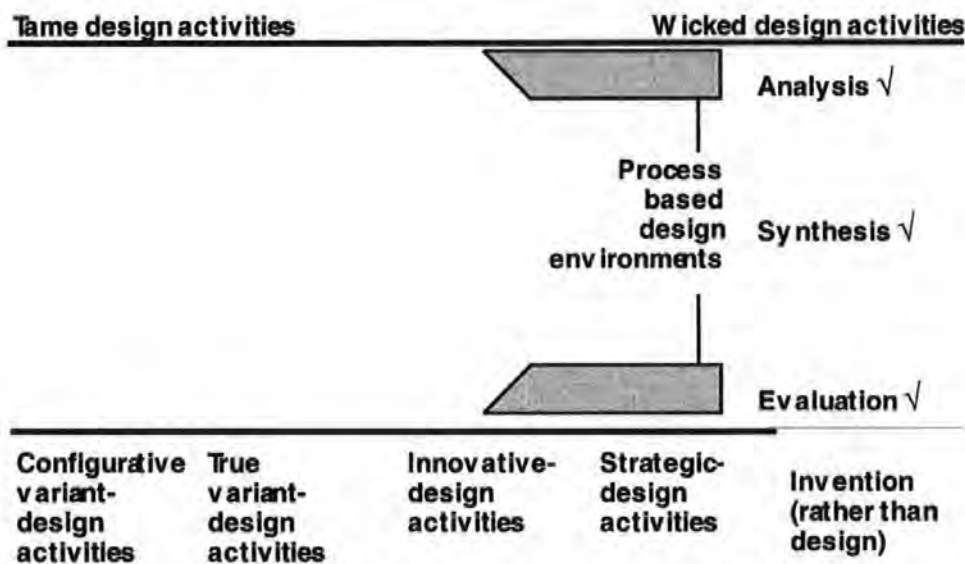 Tame design activities
Wicked design activities
Analysis √
Process
based
design
environments
Synthesis √
Evaluation √
Configurative
variant-
design
activities
True
variant-
design
activities
Innovative-
design
activities
Strategic-
design
activities
Invention
(rather than
design)